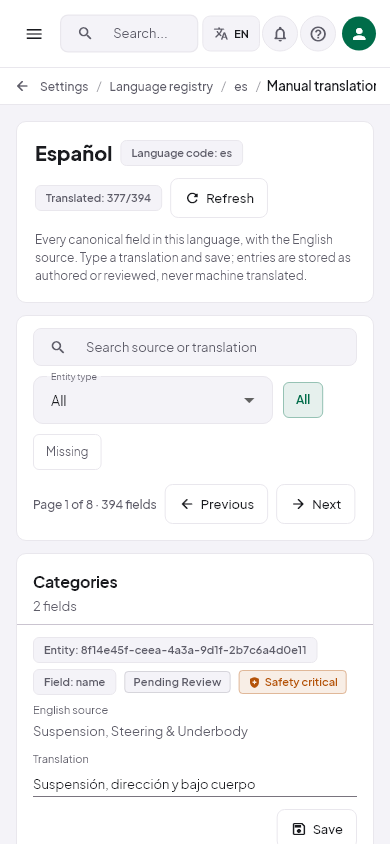 Search...
EN
Settings / Language registry / es / Manual translation
Español
Language code: es
Translated: 377/394
Refresh
Every canonical field in this language, with the English
source. Type a translation and save; entries are stored as
authored or reviewed, never machine translated.
Search source or translation
Entity type
All
All
Missing
Page 1 of 8 · 394 fields
Previous
Next
Categories
2 fields
Entity: 8f14e45f-ceea-4a3a-9d1f-2b7c6a4d0e11
Field: name
Pending Review
Safety critical
English source
Suspension, Steering & Underbody
Translation
Suspensión, dirección y bajo cuerpo
Save